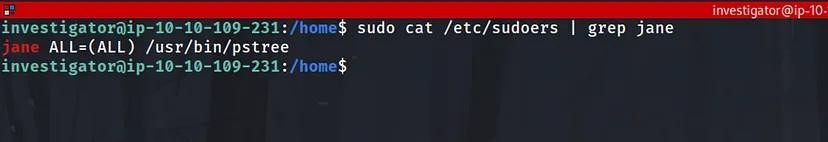 investigator@ip-10-
investigator@ip-10-10-109-231:/home$ sudo cat /etc/sudoers | grep jane
jane ALL=(ALL) /usr/bin/pstree
investigator@ip-10-10-109-231:/home$